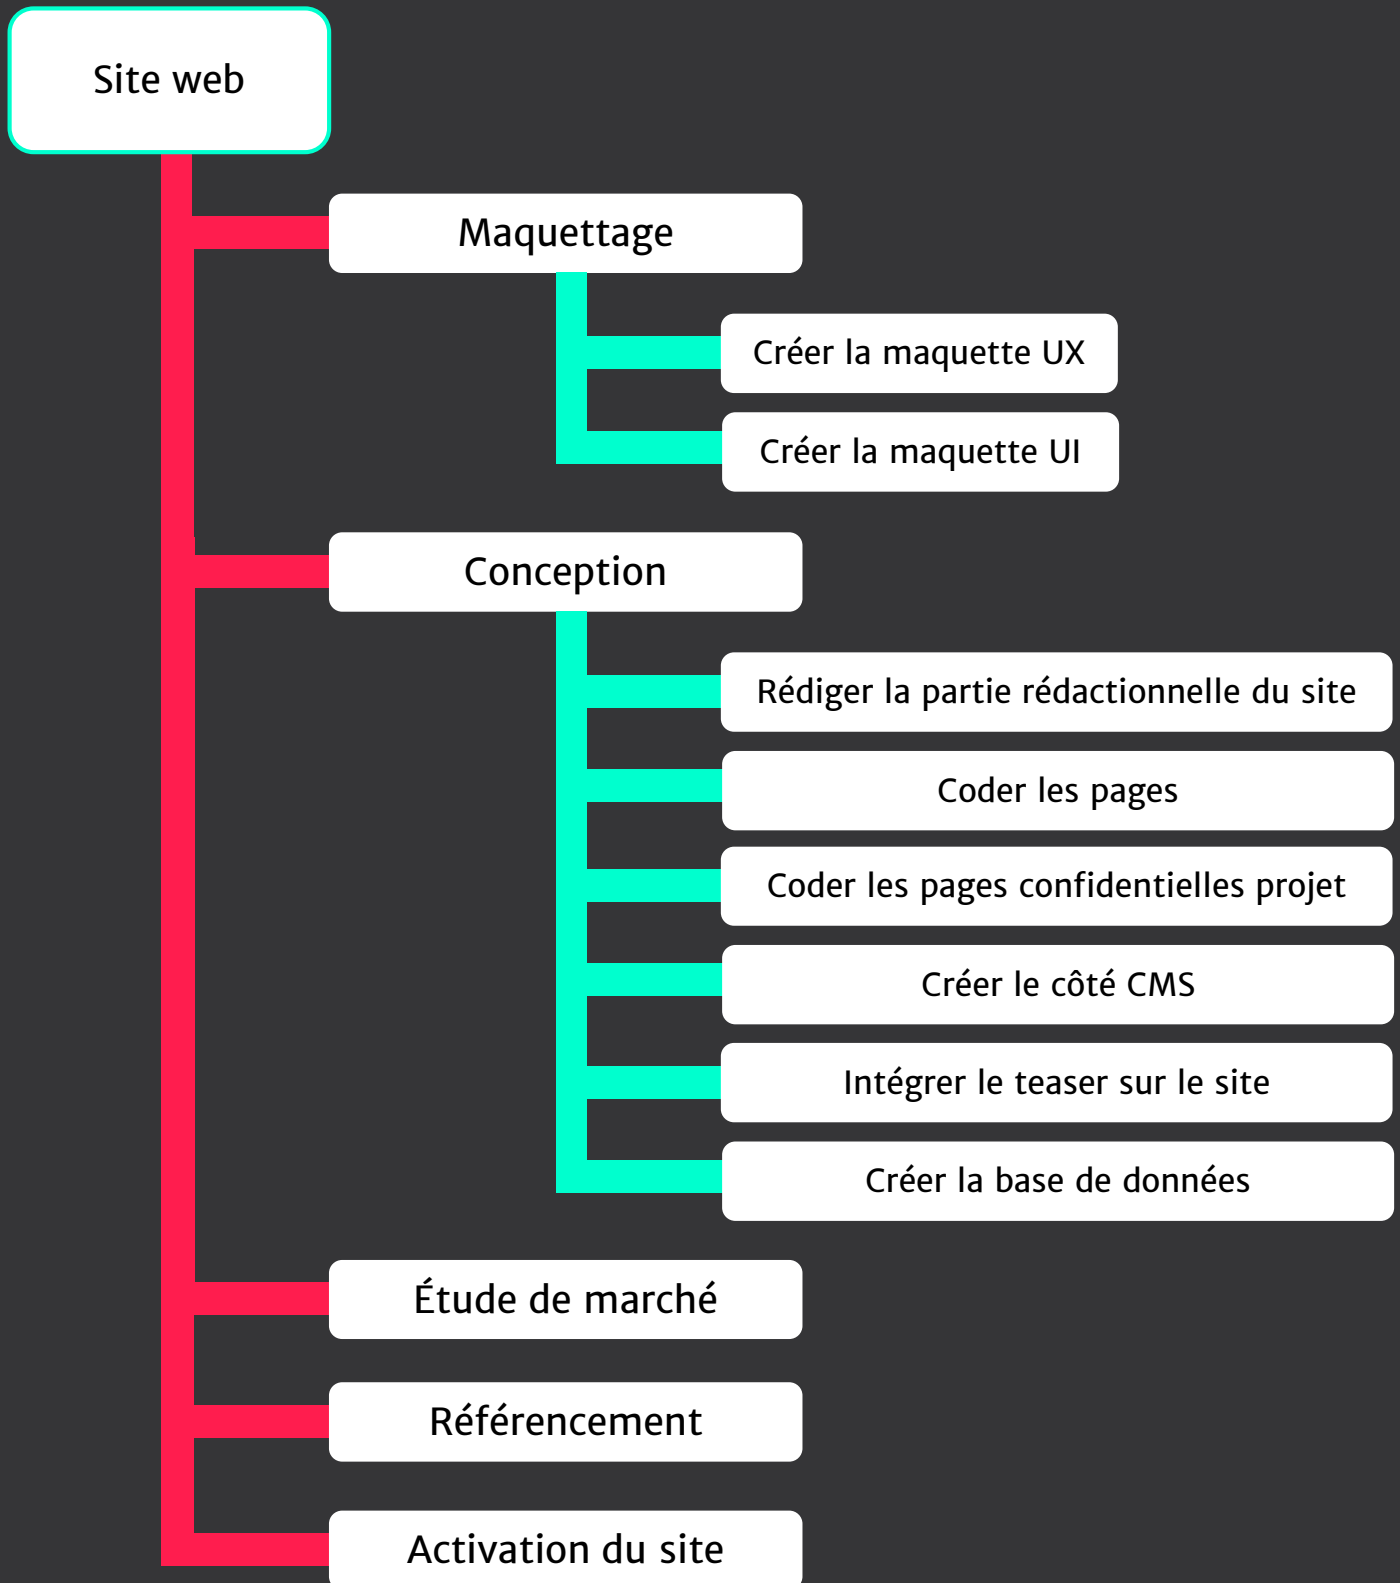 Site web
Maquettage
Créer la maquette UX
Créer la maquette UI
Conception
Rédiger la partie rédactionnelle du site
Coder les pages
Coder les pages confidentielles projet
Créer le côté CMS
Intégrer le teaser sur le site
Créer la base de données
Étude de marché
Référencement
Activation du site